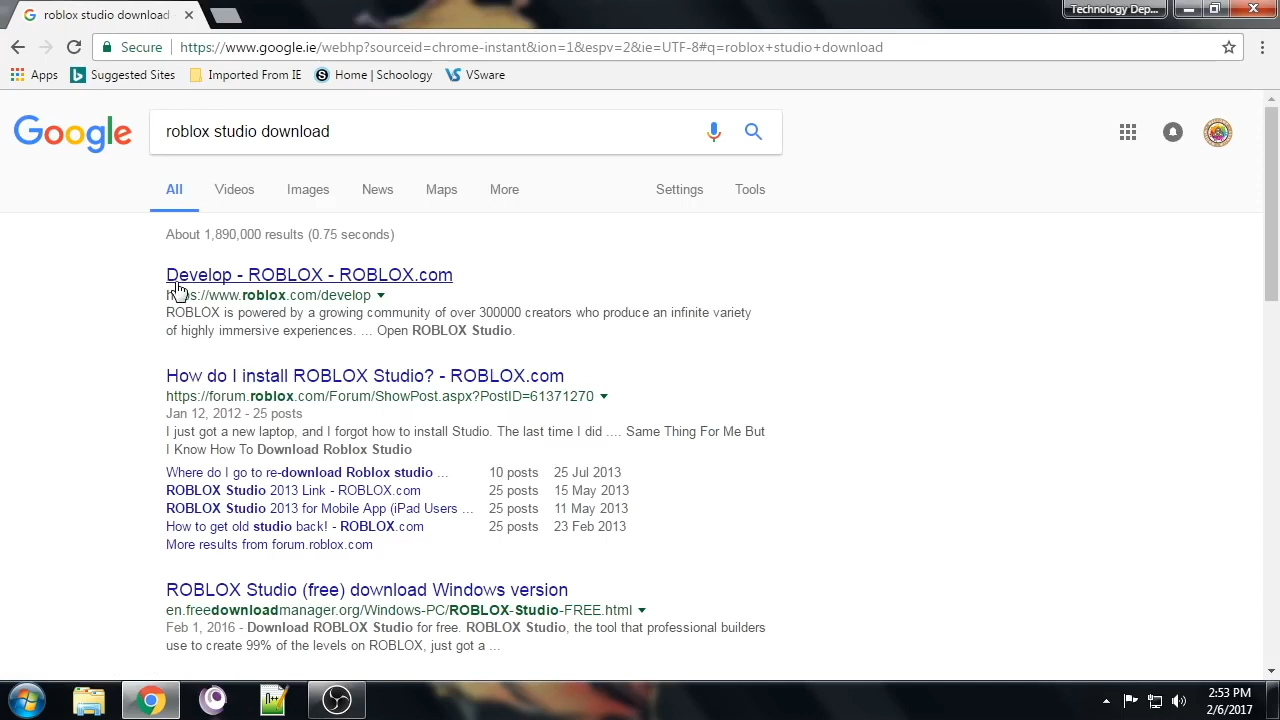 roblox studio download
Technology Dep...
Secure
https://www.google.ie/webhp?sourceid=chrome-instant&ion=1&espv=2&ie=UTF-8#q=roblox+studio+download
Apps
Suggested Sites
Imported From IE
Home | Schoology
VSware
Google
roblox studio download
All
Videos
Images
News
Maps
More
Settings
Tools
About 1,890,000 results (0.75 seconds)
Develop - ROBLOX - ROBLOX.com
https://www.roblox.com/develop
ROBLOX is powered by a growing community of over 300000 creators who produce an infinite variety
of highly immersive experiences. ... Open ROBLOX Studio.
How do I install ROBLOX Studio? - ROBLOX.com
https://forum.roblox.com/Forum/ShowPost.aspx?PostID=61371270
Jan 12, 2012 - 25 posts
I just got a new laptop, and I forgot how to install Studio. The last time I did .... Same Thing For Me But
I Know How To Download Roblox Studio
Where do I go to re-download Roblox studio ... 10 posts 25 Jul 2013
ROBLOX Studio 2013 Link - ROBLOX.com 25 posts 15 May 2013
ROBLOX Studio 2013 for Mobile App (iPad Users ... 25 posts 11 May 2013
How to get old studio back! - ROBLOX.com 25 posts 23 Feb 2013
More results from forum.roblox.com
ROBLOX Studio (free) download Windows version
en.freedownloadmanager.org/Windows-PC/ROBLOX-Studio-FREE.html
Feb 1, 2016 - Download ROBLOX Studio for free. ROBLOX Studio, the tool that professional builders
use to create 99% of the levels on ROBLOX, just got a ...
2:53 PM
2/6/2017